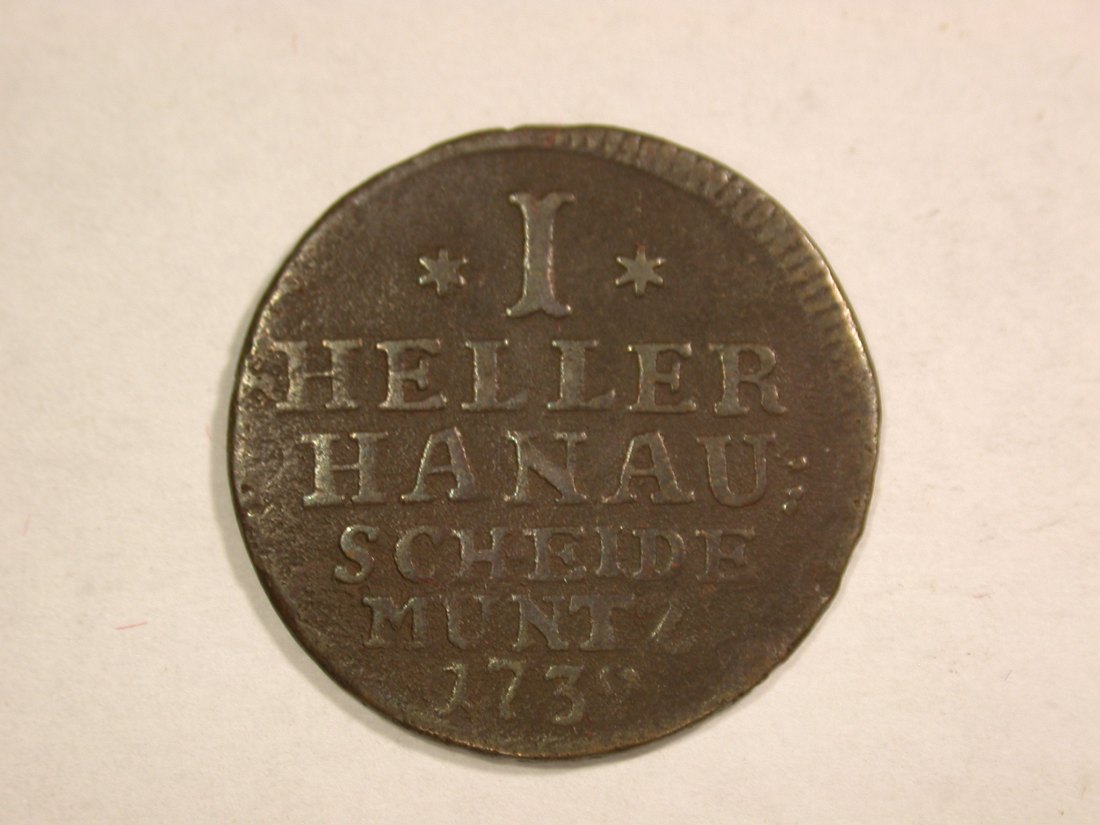 * I *
HELLER
HANAU:
SCHEIDE
MUNTZ